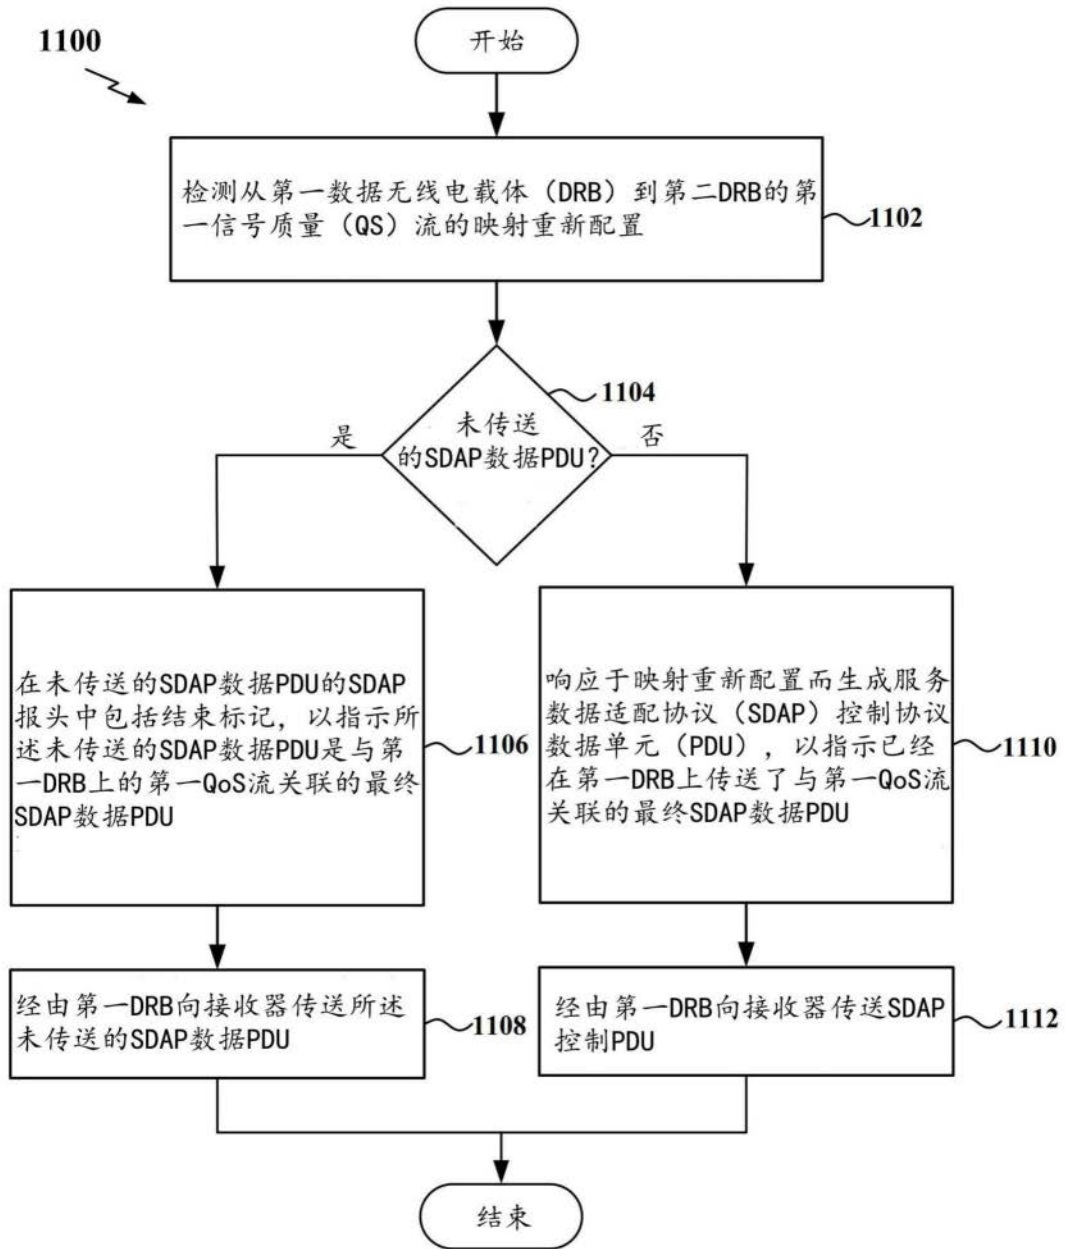 1100
开始
检测从第一数据无线电载体（DRB）到第二DRB的第
一信号质量（QS）流的映射重新配置
1102
1104
未传送
的SDAP数据PDU？
是
否
在未传送的SDAP数据PDU的SDAP
报头中包括结束标记，以指示所
述未传送的SDAP数据PDU是与第
一DRB上的第一QoS流关联的最终
SDAP数据PDU
1106
响应于映射重新配置而生成服务
数据适配协议（SDAP）控制协议
数据单元（PDU），以指示已经
在第一DRB上传送了与第一QoS流
关联的最终SDAP数据PDU
1110
经由第一DRB向接收器传送所述
未传送的SDAP数据PDU
1108
经由第一DRB向接收器传送SDAP
控制PDU
1112
结束